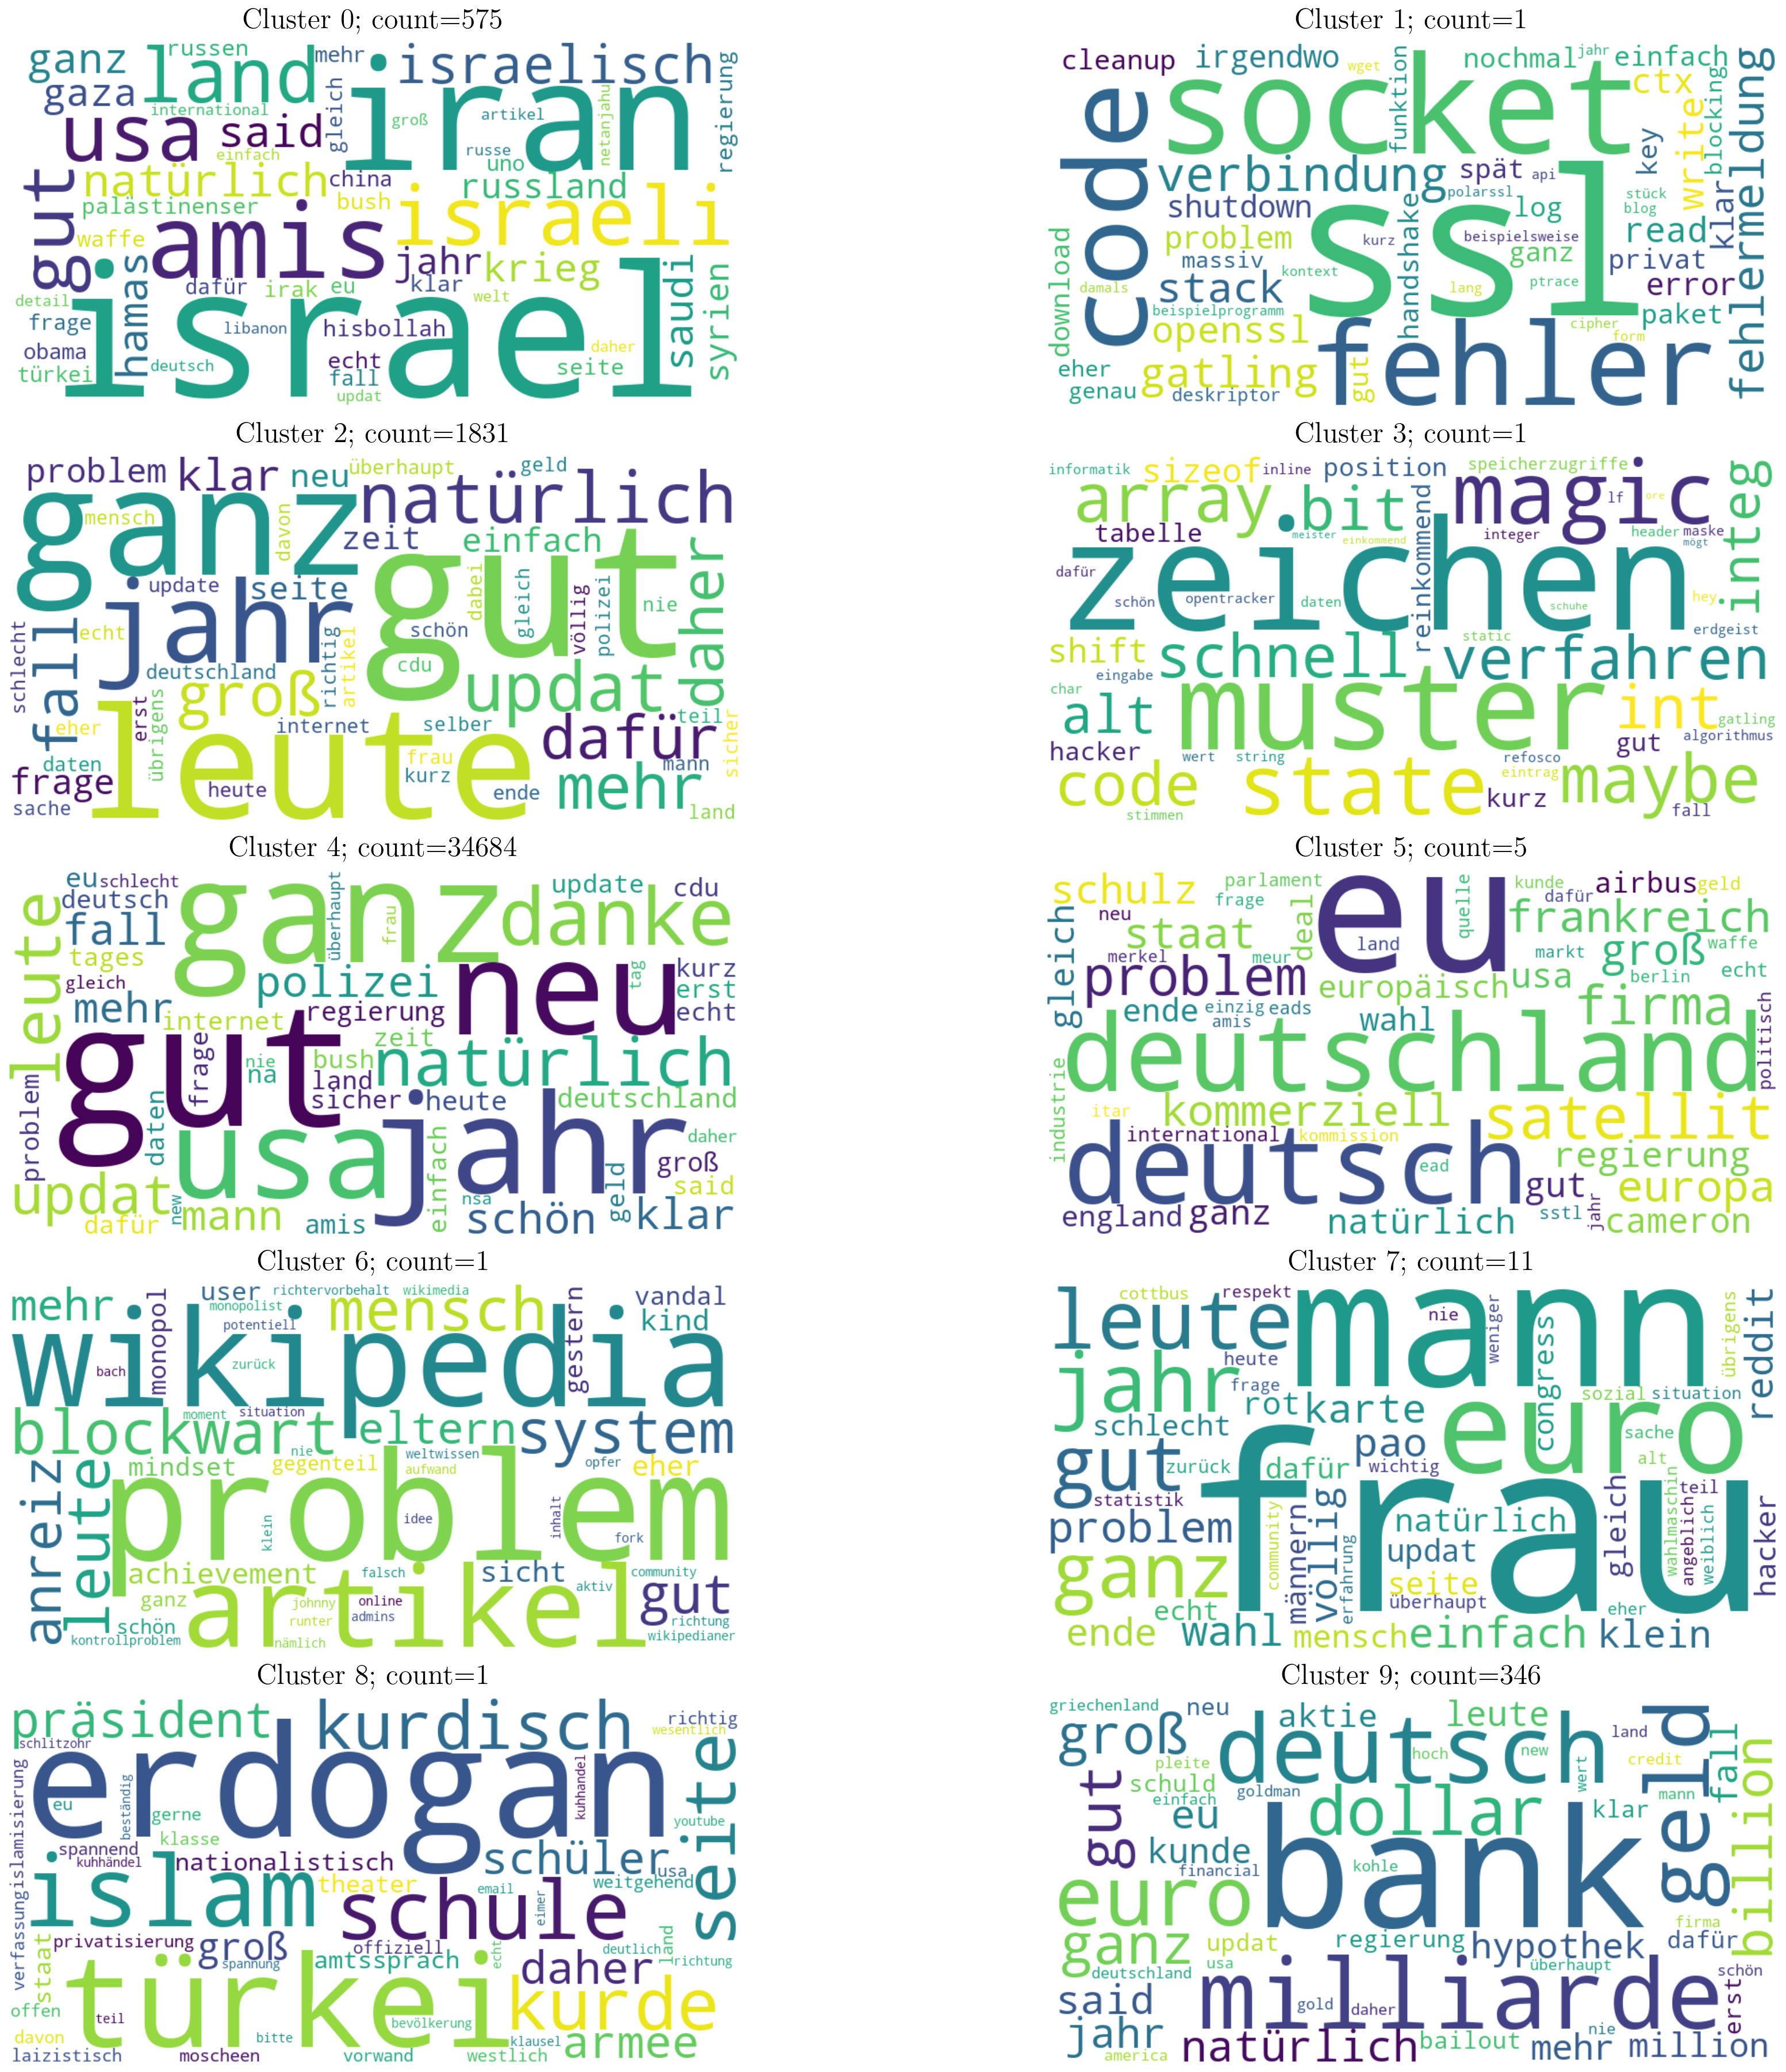 Cluster 0; count=575
ganz russen mehr israelisch
gaza land iran regierung
international gleich groß artikel netanjahu
usa said russe uno
einfach
gut natürlich china russland
palästinenser bush israeli
waffe amis
hamas jahr krieg saudi syrien
detail dafür irak eu klar welt
frage israel libanon hisbollah
obama echt daher
türkei deutsch fall seite
updat
Cluster 1; count=1
cleanup irgendwo wget funktion nochmal jahr einfach
code socket ctx write blocking fehlermeldung
verbindung spät api key
shutdown handshake polarssl log stück
problem ssl kurz beispielsweise blog read klar
download massiv kontext ganz privat
damals stack lang ptrace error
beispielprogramm cipher paket
openssl fehler form
eher gatling gut
genau deskriptor
Cluster 2; count=1831
problem klar neu überhaupt geld
ganz mensch davon natürlich
zeit einfach
jahr update seite gut dabei gleich völlig polizei nie daher
schlecht fall echt schön
deutschland richtig artikel cdu
groß updat
eher erst übrigens internet selber dafür teil sicher
daten leute frau mann
frage heute kurz mehr
sache ende land
Cluster 3; count=1
informatik sizeof inline position speicherzugriffe magic integ
array bit lf ore
tabelle meister einkommend reinkommend integer header maske
zeichen mögt
dafür
schön opentracker daten schuhe hey
static erdgeist
shift schnell verfahren
eingabe
char muster int
alt gatling
hacker wert string gut algorithmus
code state refosco maybe
eintrag
kurz
stimmen fall
Cluster 4; count=34684
eu schlecht überhaupt update cdu
leute deutsch ganz frau danke
fall
tages polizei neu tag kurz
gleich erst
mehr internet regierung echt
gut frage nie zeit
na bush natürlich
problem land
daten sicher heute deutschland
usa jahr einfach daher
groß
updat new nsa geld said
dafür mann amis schön klar
Cluster 5; count=5
schulz parlament eu quelle kunde airbus geld
gleich neu frage deal dafür
staat land frankreich
merkel meur markt groß waffe
problem europäisch usa berlin echt
ende einzig eads wahl firma
amis politisch
deutschland
industrie itar kommerziell satellit
international kommission
deutsch ead regierung
gut europa
england ganz natürlich sstl jahr cameron
Cluster 6; count=1
mehr monopol user richtervorbehalt wikimedia gestern vandal
monopolist mensch kind
wikipedia potentiell
bach zurück
blockwart moment situation eltern system
nie weltwissen
anreiz leute mindset gegenteil aufwand opfer eher
problem idee inhalt
klein fork
achievement falsch sicht community
ganz artikel aktiv gut
johnny online
schön runter admins richtung
kontrollproblem nämlich wikipedianer
Cluster 7; count=11
leute cottbus respekt mann nie weniger übrigens reddit
jahr heute congress
frage rot karte sozial situation
schlecht euro
gut pao sache
zurück dafür wichtig alt
statistik frau gleich wahlmaschin teil
problem community männern völlig natürlich angeblich weiblich hacker
ganz erfahrung updat
seite
echt überhaupt eher
ende wahl mensch einfach klein
Cluster 8; count=1
präsident kurdisch richtig
schlitzohr wesentlich
erdogan kuhhandel seite
verfassungislamisierung eu beständig gerne youtube
klasse
spannend schüler
kuhhändel nationalistisch usa
islam theater email weitgehend
schule eimer
staat privatisierung groß offiziell deutlich land
spannung amtssprach echt daher richtung
offen türkei kurde
teil bevölkerung
davon bitte klausel armee
laizistisch moscheen vorwand westlich
Cluster 9; count=346
griechenland neu aktie leute land geld
groß deutsch fall
pleite hoch new wert credit billion
gut schuld goldman mann
einfach dollar
eu klar
kunde bank
financial kohle
euro firma
ganz updat regierung hypothek dafür
deutschland usa überhaupt schön
said milliarde erst
gold daher
jahr nie
america natürlich bailout mehr million